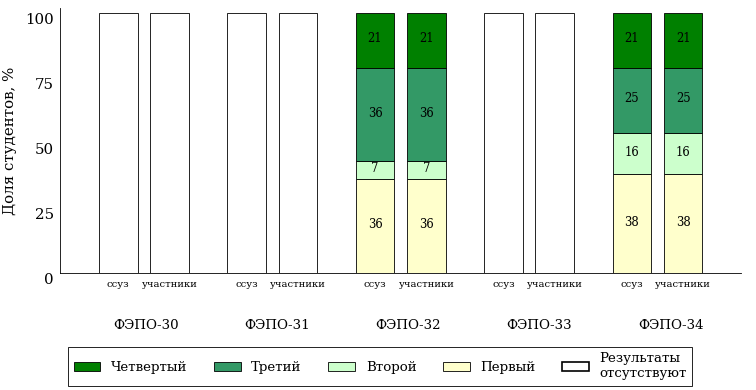 Доля студентов, %
100
75
50
25
0
21 21 21 21
36 36 25 25
7 7 16 16
36 36 38 38
ссуз участники ссуз участники ссуз участники ссуз участники ссуз участники
ФЭПО-30 ФЭПО-31 ФЭПО-32 ФЭПО-33 ФЭПО-34
Четвертый Третий Второй Первый Результаты
отсутствуют